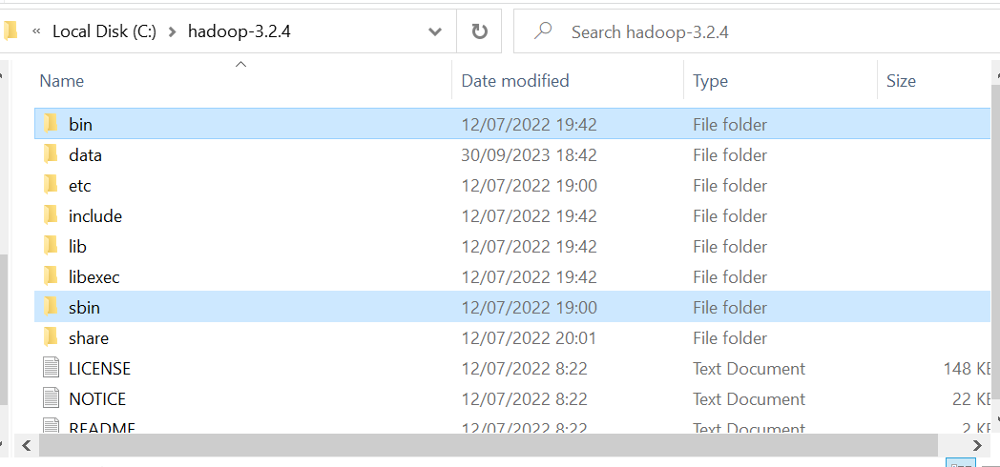 « Local Disk (C:) > hadoop-3.2.4 Search hadoop-3.2.4
Name Date modified Type Size
bin 12/07/2022 19:42 File folder
data 30/09/2023 18:42 File folder
etc 12/07/2022 19:00 File folder
include 12/07/2022 19:42 File folder
lib 12/07/2022 19:42 File folder
libexec 12/07/2022 19:42 File folder
sbin 12/07/2022 19:00 File folder
share 12/07/2022 20:01 File folder
LICENSE 12/07/2022 8:22 Text Document 148 KB
NOTICE 12/07/2022 8:22 Text Document 22 KB
README 12/07/2022 8:22 Text Document 2 KB